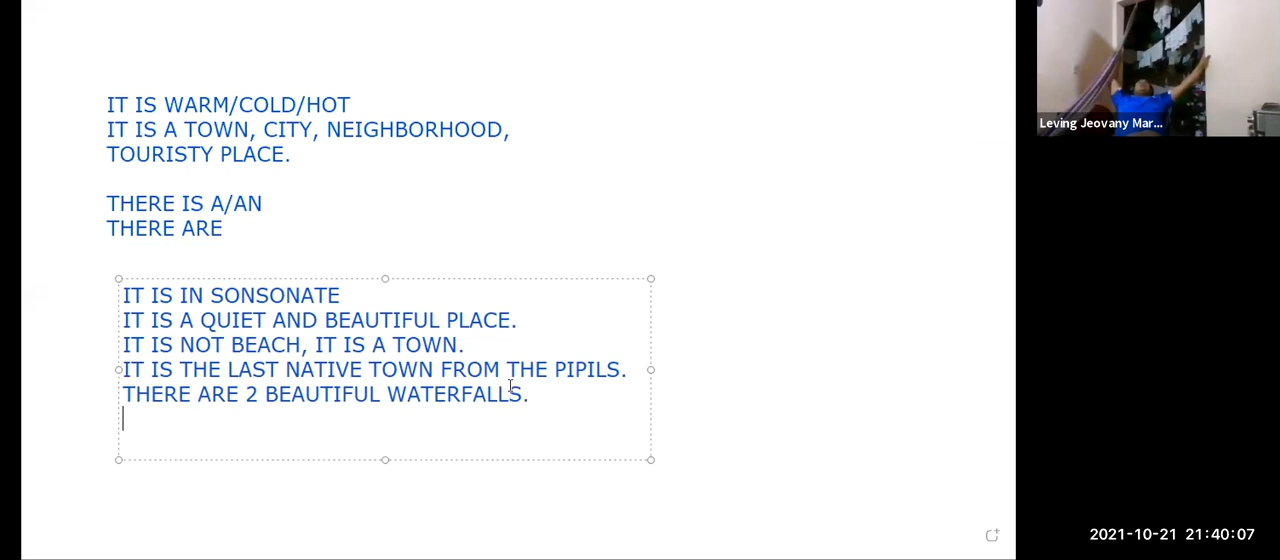 IT IS WARM/COLD/HOT
IT IS A TOWN, CITY, NEIGHBORHOOD,
TOURISTY PLACE.
THERE IS A/AN
THERE ARE
IT IS IN SONSONATE
IT IS A QUIET AND BEAUTIFUL PLACE.
IT IS NOT BEACH, IT IS A TOWN.
IT IS THE LAST NATIVE TOWN FROM THE PIPILS.
THERE ARE 2 BEAUTIFUL WATERFALLS.
Leving Jeovany Mar...
2021-10-21 21:40:07